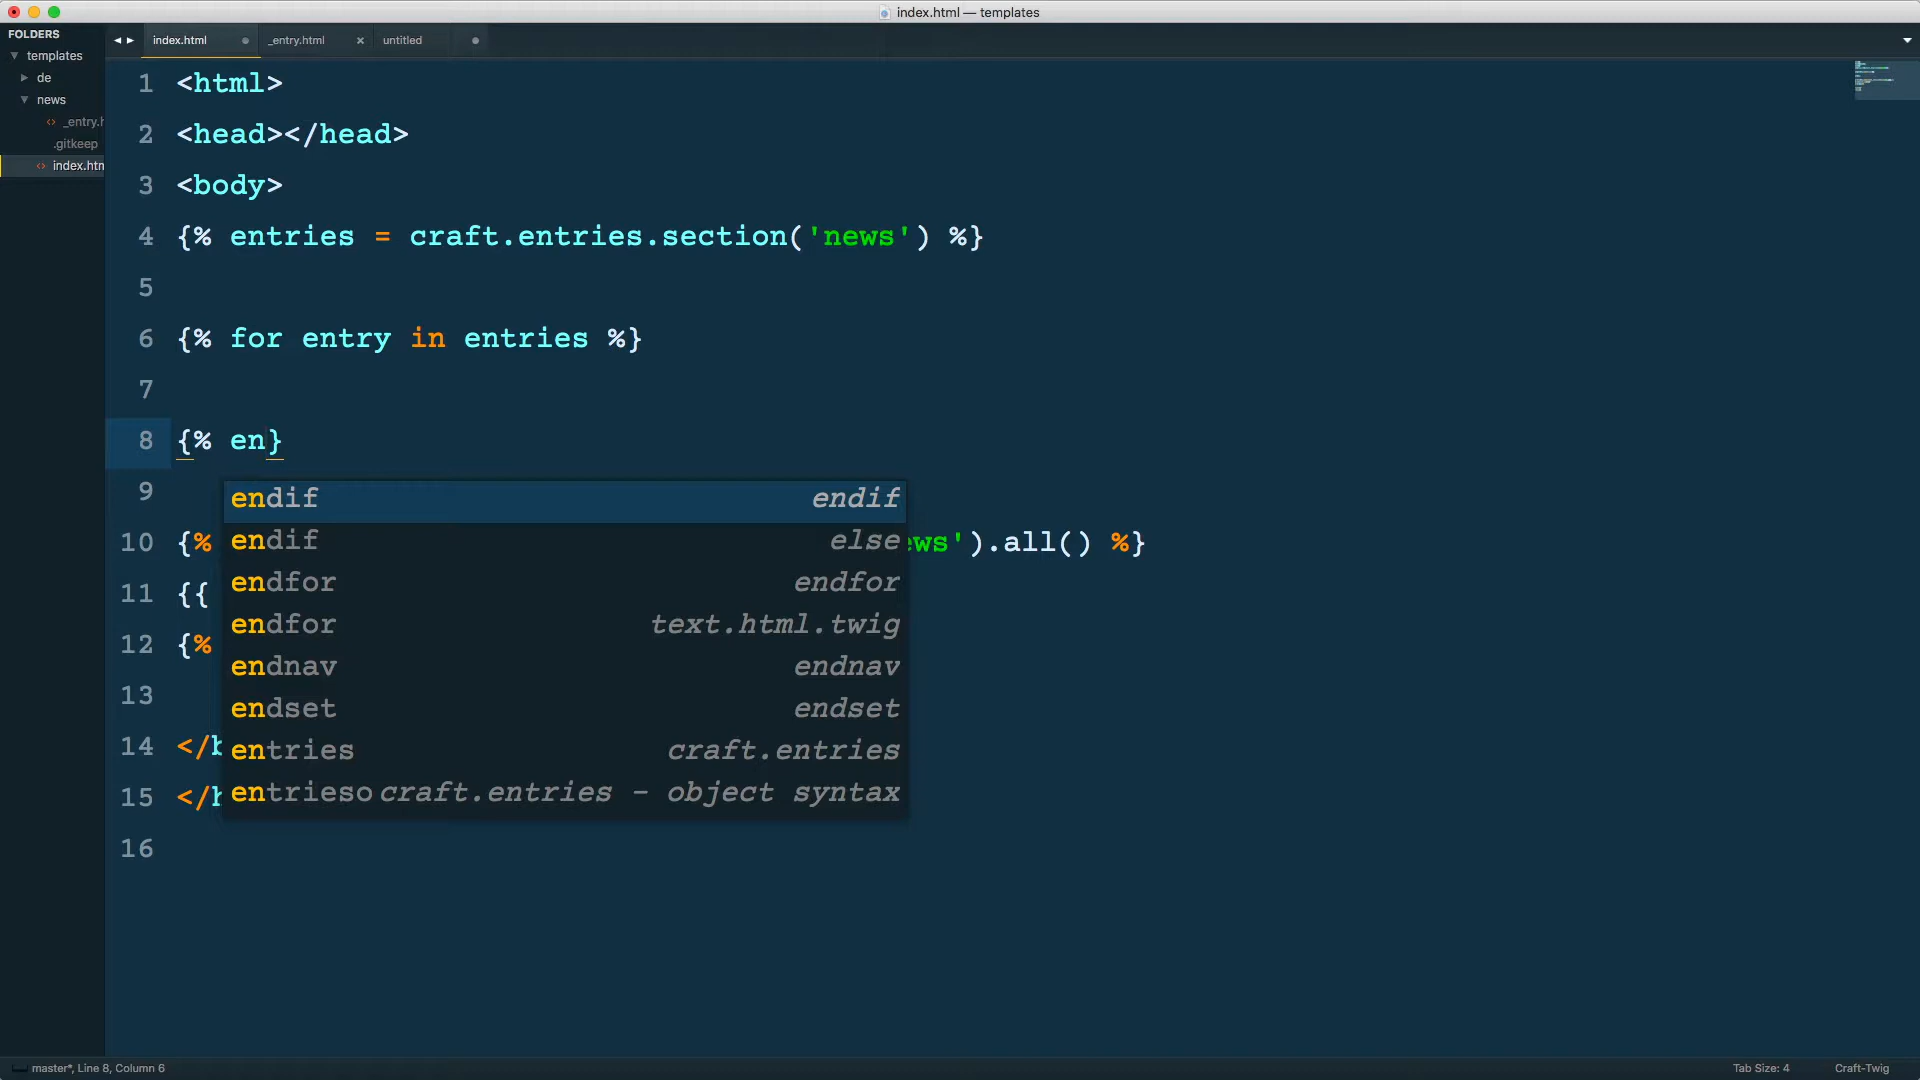 index.html — templates
FOLDERS
templates
de
news
_entry.h
.gitkeep
index.htm
index.html
_entry.html
untitled
1 <html>
2 <head></head>
3 <body>
4 {% entries = craft.entries.section('news') %}
5
6 {% for entry in entries %}
7
8 {% en}
9
endif endif
endif else
endfor endfor
endfor text.html.twig
endnav endnav
endset endset
entries craft.entries
entrieso craft.entries - object syntax
10 {% ews').all() %}
11 {{
12 {%
13
14 </b
15 </h
16
master*, Line 8, Column 6
Tab Size: 4
Craft-Twig